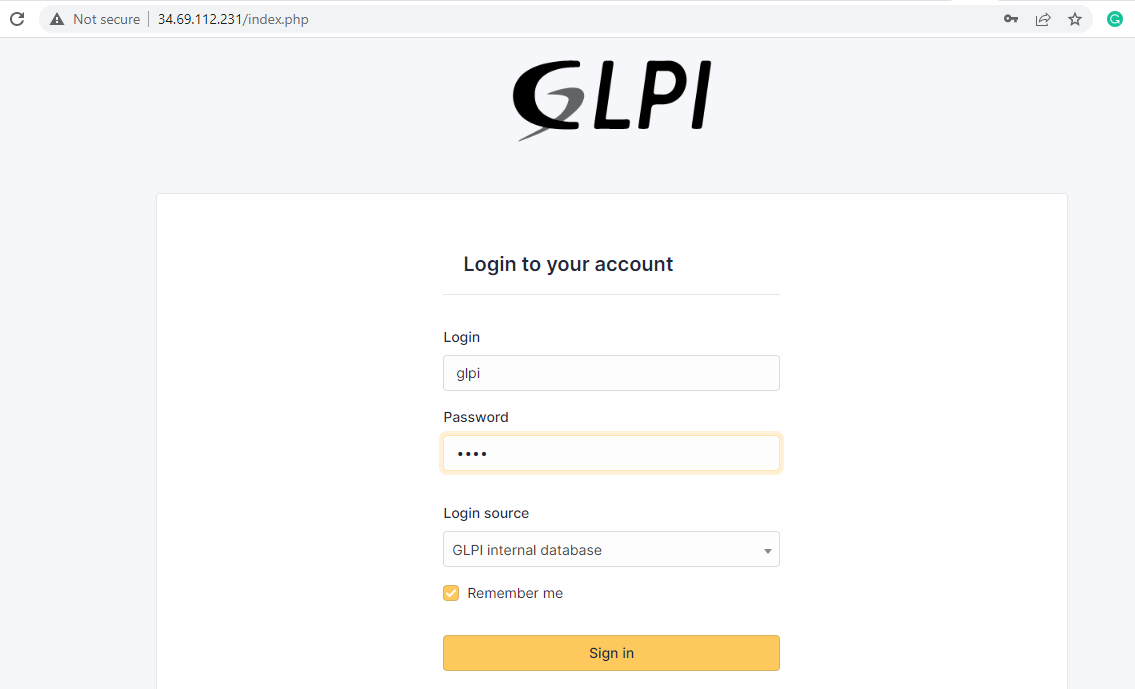 Not secure | 34.69.112.231/index.php
GLPI
Login to your account
Login
glpi
Password
••••
Login source
GLPI internal database
Remember me
Sign in